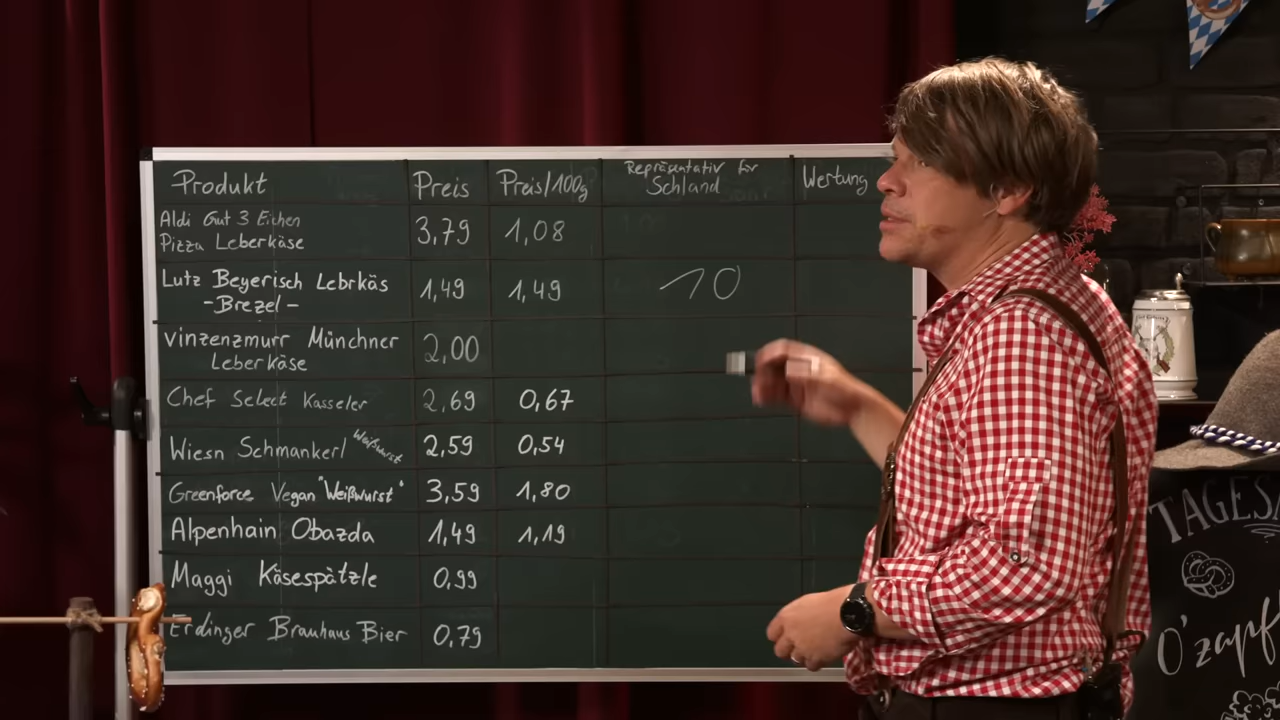 Produkt Preis Preis/100g Repräsentativ für
Schland Wertung
Aldi Gut 3 Eichen
Pizza Leberkäse 3,79 1,08
Lutz Beyerisch Lebrkäs
-Brezel- 1,49 1,49 10
Vinzenzmurr Münchner
Leberkäse 2,00
Chef Select Kasseler 2,69 0,67
Wiesn Schmankerl Weißwurst 2,59 0,54
Greenforce Vegan "Weißwurst" 3,59 1,80
Alpenhain Obazda 1,49 1,19
Maggi Käsespätzle 0,99
Erdinger Brauhaus Bier 0,79
TAGES
O'zapf